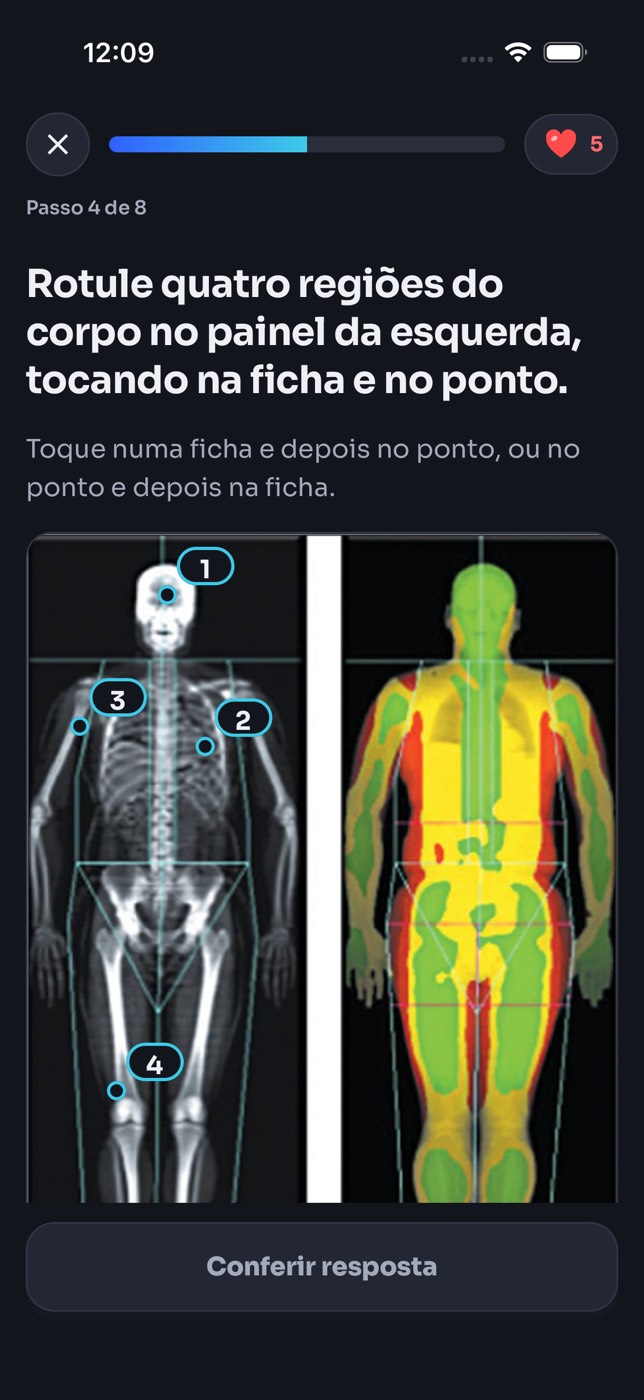 12:09
5
Passo 4 de 8
Rotule quatro regiões do
corpo no painel da esquerda,
tocando na ficha e no ponto.
Toque numa ficha e depois no ponto, ou no
ponto e depois na ficha.
1
3
2
4
Conferir resposta